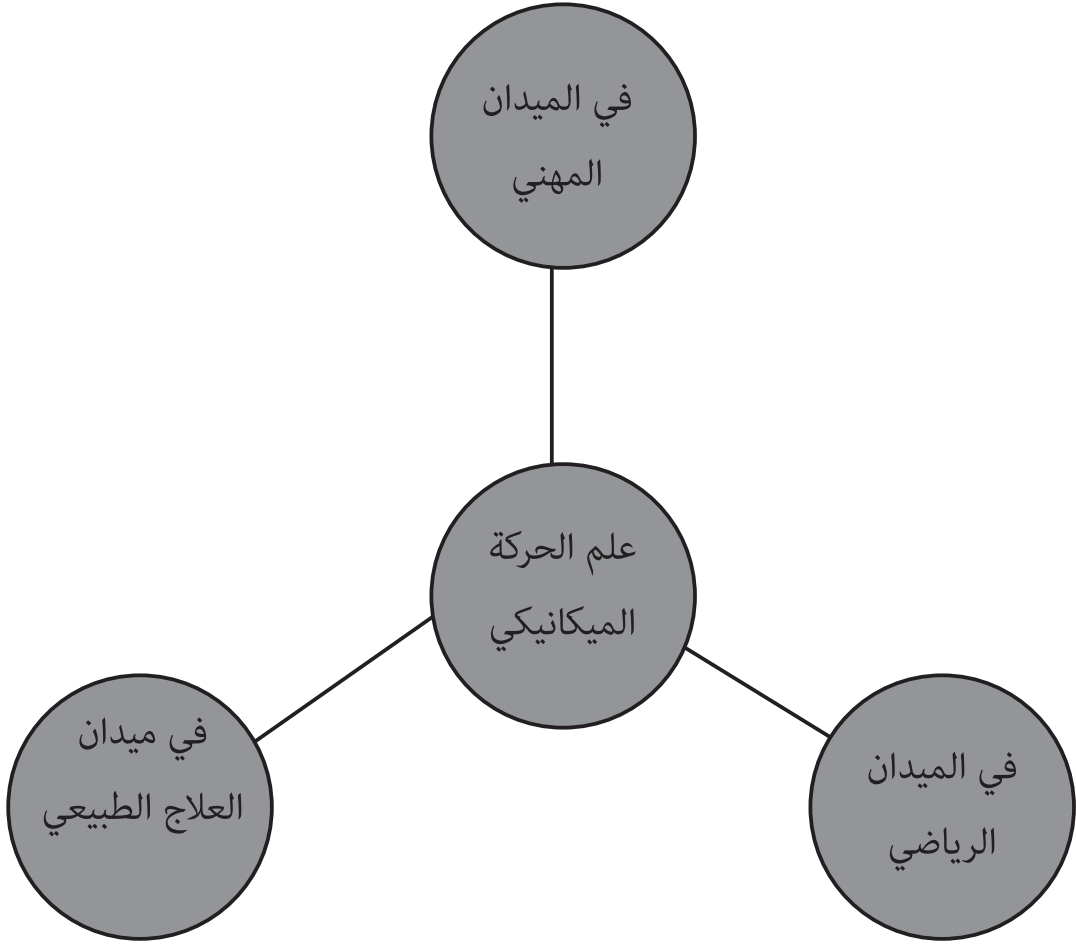 في الميدان
المهني
علم الحركة
الميكانيكي
في الميدان
الرياضي
في ميدان
العلاج الطبيعي